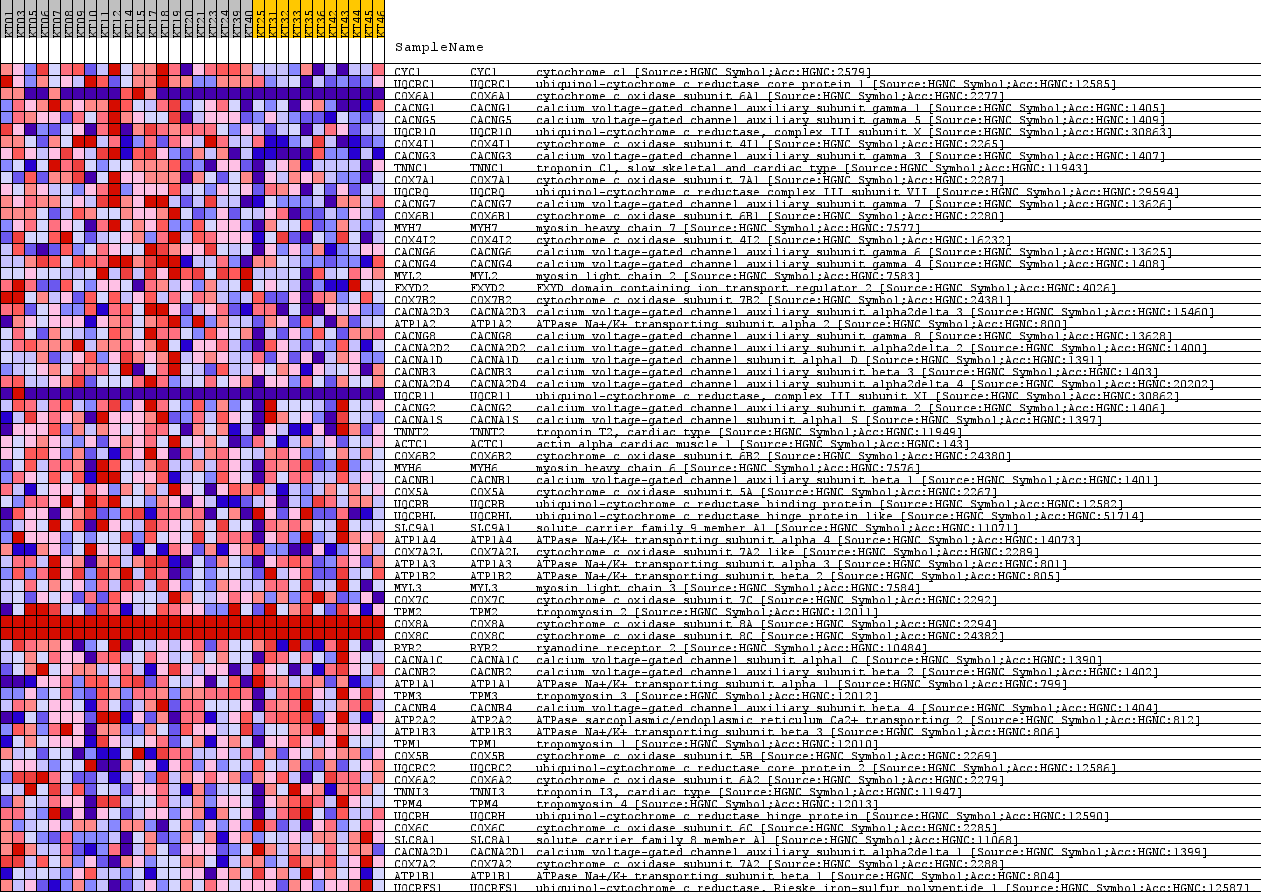 KT01 KT03 KT05 KT06 KT07 KT08 KT09 KT10 KT11 KT12 KT14 KT15 KT17 KT18 KT19 KT20 KT21 KT23 KT24 KT39 KT40 KT25 KT31 KT32 KT33 KT35 KT36 KT42 KT43 KT44 KT45 KT46
SampleName
CYC1 CYC1 cytochrome c1 [Source:HGNC Symbol;Acc:HGNC:2579]
UQCRC1 UQCRC1 ubiquinol-cytochrome c reductase core protein 1 [Source:HGNC Symbol;Acc:HGNC:12585]
COX6A1 COX6A1 cytochrome c oxidase subunit 6A1 [Source:HGNC Symbol;Acc:HGNC:2277]
CACNG1 CACNG1 calcium voltage-gated channel auxiliary subunit gamma 1 [Source:HGNC Symbol;Acc:HGNC:1405]
CACNG5 CACNG5 calcium voltage-gated channel auxiliary subunit gamma 5 [Source:HGNC Symbol;Acc:HGNC:1409]
UQCR10 UQCR10 ubiquinol-cytochrome c reductase, complex III subunit X [Source:HGNC Symbol;Acc:HGNC:30863]
COX4I1 COX4I1 cytochrome c oxidase subunit 4I1 [Source:HGNC Symbol;Acc:HGNC:2265]
CACNG3 CACNG3 calcium voltage-gated channel auxiliary subunit gamma 3 [Source:HGNC Symbol;Acc:HGNC:1407]
TNNC1 TNNC1 troponin C1, slow skeletal and cardiac type [Source:HGNC Symbol;Acc:HGNC:11943]
COX7A1 COX7A1 cytochrome c oxidase subunit 7A1 [Source:HGNC Symbol;Acc:HGNC:2287]
UQCRQ UQCRQ ubiquinol-cytochrome c reductase complex III subunit VII [Source:HGNC Symbol;Acc:HGNC:29594]
CACNG7 CACNG7 calcium voltage-gated channel auxiliary subunit gamma 7 [Source:HGNC Symbol;Acc:HGNC:13626]
COX6B1 COX6B1 cytochrome c oxidase subunit 6B1 [Source:HGNC Symbol;Acc:HGNC:2280]
MYH7 MYH7 myosin heavy chain 7 [Source:HGNC Symbol;Acc:HGNC:7577]
COX4I2 COX4I2 cytochrome c oxidase subunit 4I2 [Source:HGNC Symbol;Acc:HGNC:16232]
CACNG6 CACNG6 calcium voltage-gated channel auxiliary subunit gamma 6 [Source:HGNC Symbol;Acc:HGNC:13625]
CACNG4 CACNG4 calcium voltage-gated channel auxiliary subunit gamma 4 [Source:HGNC Symbol;Acc:HGNC:1408]
MYL2 MYL2 myosin light chain 2 [Source:HGNC Symbol;Acc:HGNC:7583]
FXYD2 FXYD2 FXYD domain containing ion transport regulator 2 [Source:HGNC Symbol;Acc:HGNC:4026]
COX7B2 COX7B2 cytochrome c oxidase subunit 7B2 [Source:HGNC Symbol;Acc:HGNC:24381]
CACNA2D3 CACNA2D3 calcium voltage-gated channel auxiliary subunit alpha2delta 3 [Source:HGNC Symbol;Acc:HGNC:15460]
ATP1A2 ATP1A2 ATPase Na+/K+ transporting subunit alpha 2 [Source:HGNC Symbol;Acc:HGNC:800]
CACNG8 CACNG8 calcium voltage-gated channel auxiliary subunit gamma 8 [Source:HGNC Symbol;Acc:HGNC:13628]
CACNA2D2 CACNA2D2 calcium voltage-gated channel auxiliary subunit alpha2delta 2 [Source:HGNC Symbol;Acc:HGNC:1400]
CACNA1D CACNA1D calcium voltage-gated channel subunit alpha1 D [Source:HGNC Symbol;Acc:HGNC:1391]
CACNB3 CACNB3 calcium voltage-gated channel auxiliary subunit beta 3 [Source:HGNC Symbol;Acc:HGNC:1403]
CACNA2D4 CACNA2D4 calcium voltage-gated channel auxiliary subunit alpha2delta 4 [Source:HGNC Symbol;Acc:HGNC:20202]
UQCR11 UQCR11 ubiquinol-cytochrome c reductase, complex III subunit XI [Source:HGNC Symbol;Acc:HGNC:30862]
CACNG2 CACNG2 calcium voltage-gated channel auxiliary subunit gamma 2 [Source:HGNC Symbol;Acc:HGNC:1406]
CACNA1S CACNA1S calcium voltage-gated channel subunit alpha1 S [Source:HGNC Symbol;Acc:HGNC:1397]
TNNT2 TNNT2 troponin T2, cardiac type [Source:HGNC Symbol;Acc:HGNC:11949]
ACTC1 ACTC1 actin alpha cardiac muscle 1 [Source:HGNC Symbol;Acc:HGNC:143]
COX6B2 COX6B2 cytochrome c oxidase subunit 6B2 [Source:HGNC Symbol;Acc:HGNC:24380]
MYH6 MYH6 myosin heavy chain 6 [Source:HGNC Symbol;Acc:HGNC:7576]
CACNB1 CACNB1 calcium voltage-gated channel auxiliary subunit beta 1 [Source:HGNC Symbol;Acc:HGNC:1401]
COX5A COX5A cytochrome c oxidase subunit 5A [Source:HGNC Symbol;Acc:HGNC:2267]
UQCRB UQCRB ubiquinol-cytochrome c reductase binding protein [Source:HGNC Symbol;Acc:HGNC:12582]
UQCRHL UQCRHL ubiquinol-cytochrome c reductase hinge protein like [Source:HGNC Symbol;Acc:HGNC:51714]
SLC9A1 SLC9A1 solute carrier family 9 member A1 [Source:HGNC Symbol;Acc:HGNC:11071]
ATP1A4 ATP1A4 ATPase Na+/K+ transporting subunit alpha 4 [Source:HGNC Symbol;Acc:HGNC:14073]
COX7A2L COX7A2L cytochrome c oxidase subunit 7A2 like [Source:HGNC Symbol;Acc:HGNC:2289]
ATP1A3 ATP1A3 ATPase Na+/K+ transporting subunit alpha 3 [Source:HGNC Symbol;Acc:HGNC:801]
ATP1B2 ATP1B2 ATPase Na+/K+ transporting subunit beta 2 [Source:HGNC Symbol;Acc:HGNC:805]
MYL3 MYL3 myosin light chain 3 [Source:HGNC Symbol;Acc:HGNC:7584]
COX7C COX7C cytochrome c oxidase subunit 7C [Source:HGNC Symbol;Acc:HGNC:2292]
TPM2 TPM2 tropomyosin 2 [Source:HGNC Symbol;Acc:HGNC:12011]
COX8A COX8A cytochrome c oxidase subunit 8A [Source:HGNC Symbol;Acc:HGNC:2294]
COX8C COX8C cytochrome c oxidase subunit 8C [Source:HGNC Symbol;Acc:HGNC:24382]
RYR2 RYR2 ryanodine receptor 2 [Source:HGNC Symbol;Acc:HGNC:10484]
CACNA1C CACNA1C calcium voltage-gated channel subunit alpha1 C [Source:HGNC Symbol;Acc:HGNC:1390]
CACNB2 CACNB2 calcium voltage-gated channel auxiliary subunit beta 2 [Source:HGNC Symbol;Acc:HGNC:1402]
ATP1A1 ATP1A1 ATPase Na+/K+ transporting subunit alpha 1 [Source:HGNC Symbol;Acc:HGNC:799]
TPM3 TPM3 tropomyosin 3 [Source:HGNC Symbol;Acc:HGNC:12012]
CACNB4 CACNB4 calcium voltage-gated channel auxiliary subunit beta 4 [Source:HGNC Symbol;Acc:HGNC:1404]
ATP2A2 ATP2A2 ATPase sarcoplasmic/endoplasmic reticulum Ca2+ transporting 2 [Source:HGNC Symbol;Acc:HGNC:812]
ATP1B3 ATP1B3 ATPase Na+/K+ transporting subunit beta 3 [Source:HGNC Symbol;Acc:HGNC:806]
TPM1 TPM1 tropomyosin 1 [Source:HGNC Symbol;Acc:HGNC:12010]
COX5B COX5B cytochrome c oxidase subunit 5B [Source:HGNC Symbol;Acc:HGNC:2269]
UQCRC2 UQCRC2 ubiquinol-cytochrome c reductase core protein 2 [Source:HGNC Symbol;Acc:HGNC:12586]
COX6A2 COX6A2 cytochrome c oxidase subunit 6A2 [Source:HGNC Symbol;Acc:HGNC:2279]
TNNI3 TNNI3 troponin I3, cardiac type [Source:HGNC Symbol;Acc:HGNC:11947]
TPM4 TPM4 tropomyosin 4 [Source:HGNC Symbol;Acc:HGNC:12013]
UQCRH UQCRH ubiquinol-cytochrome c reductase hinge protein [Source:HGNC Symbol;Acc:HGNC:12590]
COX6C COX6C cytochrome c oxidase subunit 6C [Source:HGNC Symbol;Acc:HGNC:2285]
SLC8A1 SLC8A1 solute carrier family 8 member A1 [Source:HGNC Symbol;Acc:HGNC:11068]
CACNA2D1 CACNA2D1 calcium voltage-gated channel auxiliary subunit alpha2delta 1 [Source:HGNC Symbol;Acc:HGNC:1399]
COX7A2 COX7A2 cytochrome c oxidase subunit 7A2 [Source:HGNC Symbol;Acc:HGNC:2288]
ATP1B1 ATP1B1 ATPase Na+/K+ transporting subunit beta 1 [Source:HGNC Symbol;Acc:HGNC:804]
UQCRFS1 UQCRFS1 ubiquinol-cytochrome c reductase, Rieske iron-sulfur polypeptide 1 [Source:HGNC Symbol;Acc:HGNC:12587]